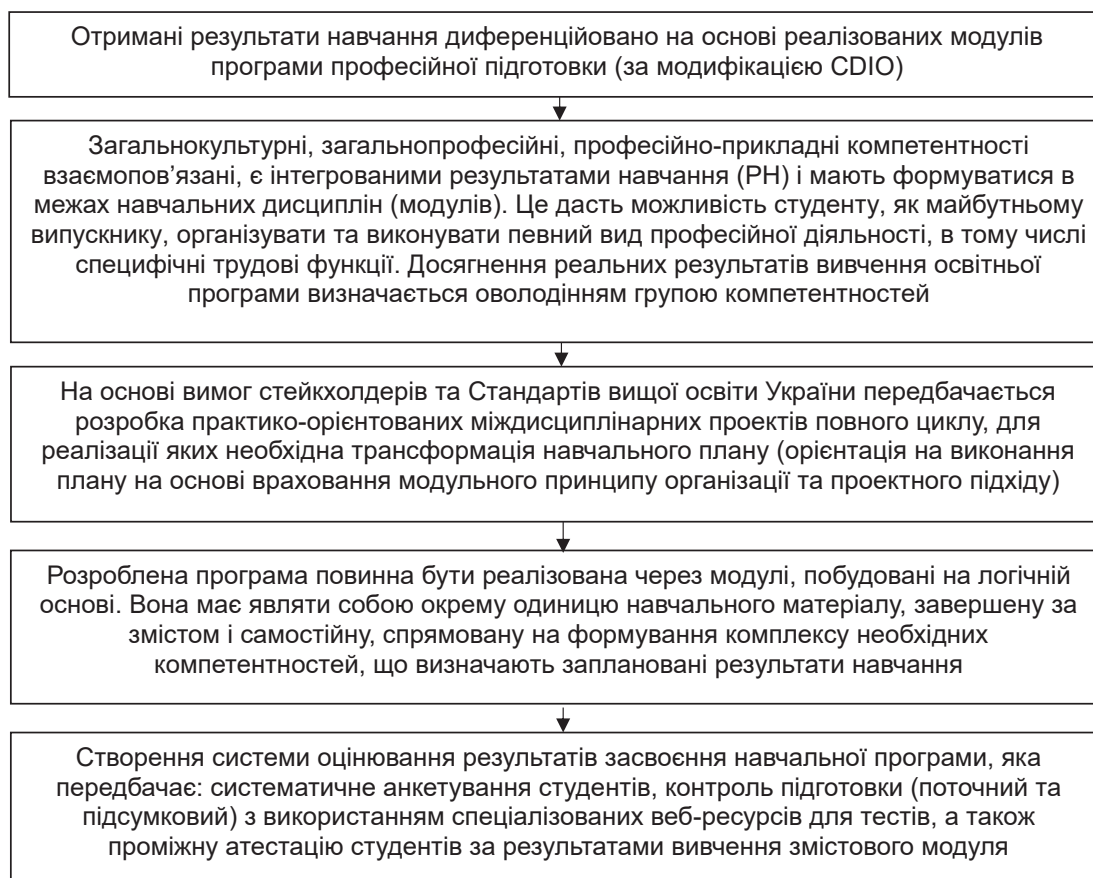 Отримані результати навчання диференційовано на основі реалізованих модулів
програми професійної підготовки (за модифікацією CDIO)
Загальнокультурні, загальнопрофесійні, професійно-прикладні компетентності
взаємопов’язані, є інтегрованими результатами навчання (РН) і мають формуватися в
межах навчальних дисциплін (модулів). Це дасть можливість студенту, як майбутньому
випускнику, організувати та виконувати певний вид професійної діяльності, в тому числі
специфічні трудові функції. Досягнення реальних результатів вивчення освітньої
програми визначається оволодінням групою компетентностей
На основі вимог стейкхолдерів та Стандартів вищої освіти України передбачається
розробка практико-орієнтованих міждисциплінарних проектів повного циклу, для
реалізації яких необхідна трансформація навчального плану (орієнтація на виконання
плану на основі враховання модульного принципу організації та проектного підхіду)
Розроблена програма повинна бути реалізована через модулі, побудовані на логічній
основі. Вона має являти собою окрему одиницю навчального матеріалу, завершену за
змістом і самостійну, спрямовану на формування комплексу необхідних
компетентностей, що визначають заплановані результати навчання
Створення системи оцінювання результатів засвоєння навчальної програми, яка
передбачає: систематичне анкетування студентів, контроль підготовки (поточний та
підсумковий) з використанням спеціалізованих веб-ресурсів для тестів, а також
проміжну атестацію студентів за результатами вивчення змістового модуля